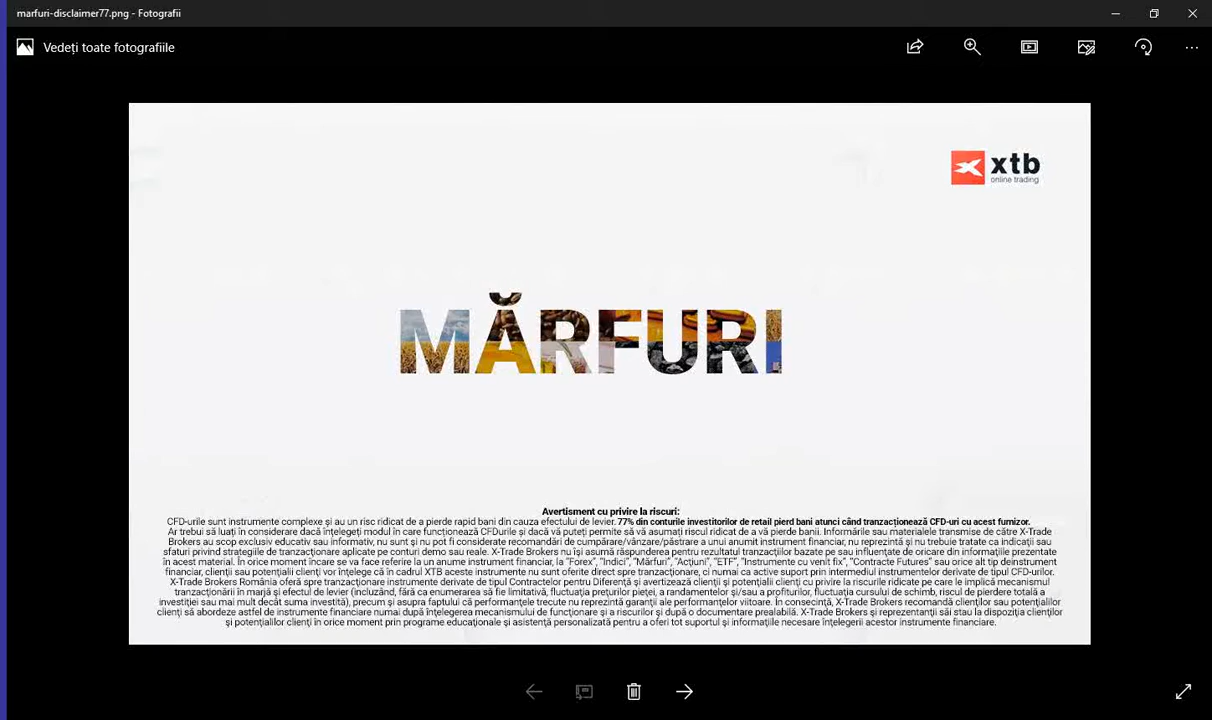 marfuri-disclaimer77.png - Fotografii
Vedeți toate fotografiile
xtb
online trading
MĂRFURI
Avertisment cu privire la riscuri:
CFD-urile sunt instrumente complexe și au un risc ridicat de a pierde rapid bani din cauza efectului de levier. 77% din conturile investitorilor de retail pierd bani atunci când tranzacționează CFD-uri cu acest furnizor.
Ar trebui să luați în considerare dacă înțelegeți modul în care funcționează CFDurile și dacă vă puteți permite să vă asumați riscul ridicat de a vă pierde banii. Informările sau materialele transmise de către X-Trade
Brokers au scop exclusiv educativ sau informativ, nu sunt și nu pot fi considerate recomandări de cumpărare/vânzare/păstrare a unui anumit instrument financiar, nu reprezintă și nu trebuie tratate ca indicații sau
sfaturi privind strategiile de tranzacționare aplicate pe conturi demo sau reale. X-Trade Brokers nu își asumă răspunderea pentru rezultatul tranzacțiilor bazate pe sau influențate de oricare din informațiile prezentate
în acest material. În orice moment în care se va face referire la un anume instrument financiar, la "Forex", "Indici", "Mărfuri", "Acțiuni", "ETF", "Instrumente cu venit fix", "Contracte Futures" sau orice alt tip deinstrument
financiar, clienții sau potențialii clienți vor înțelege că în cadrul XTB aceste instrumente nu sunt oferite direct spre tranzacționare, ci numai ca active suport prin intermediul instrumentelor derivate de tipul CFD-urilor.
X-Trade Brokers România oferă spre tranzacționare instrumente derivate de tipul Contractelor pentru Diferență și avertizează clienții și potențialii clienți cu privire la riscurile ridicate pe care le implică mecanismul
tranzacționării în marjă și efectul de levier (incluzând, fără ca enumerarea să fie limitativă, fluctuația prețurilor pieței, a randamentelor și/sau a profiturilor, fluctuația cursului de schimb, riscul de pierdere totală a
investiției sau mai mult decât suma investită), precum și asupra faptului că performanțele trecute nu reprezintă garanții ale performanțelor viitoare. În consecință, X-Trade Brokers recomandă clienților sau potențialilor
clienți să abordeze astfel de instrumente financiare numai după înțelegerea mecanismului de funcționare și a riscurilor și după o documentare prealabilă. X-Trade Brokers și reprezentanții săi stau la dispoziția clienților
și potențialilor clienți în orice moment prin programe educaționale și asistență personalizată pentru a oferi tot suportul și informațiile necesare înțelegerii acestor instrumente financiare.